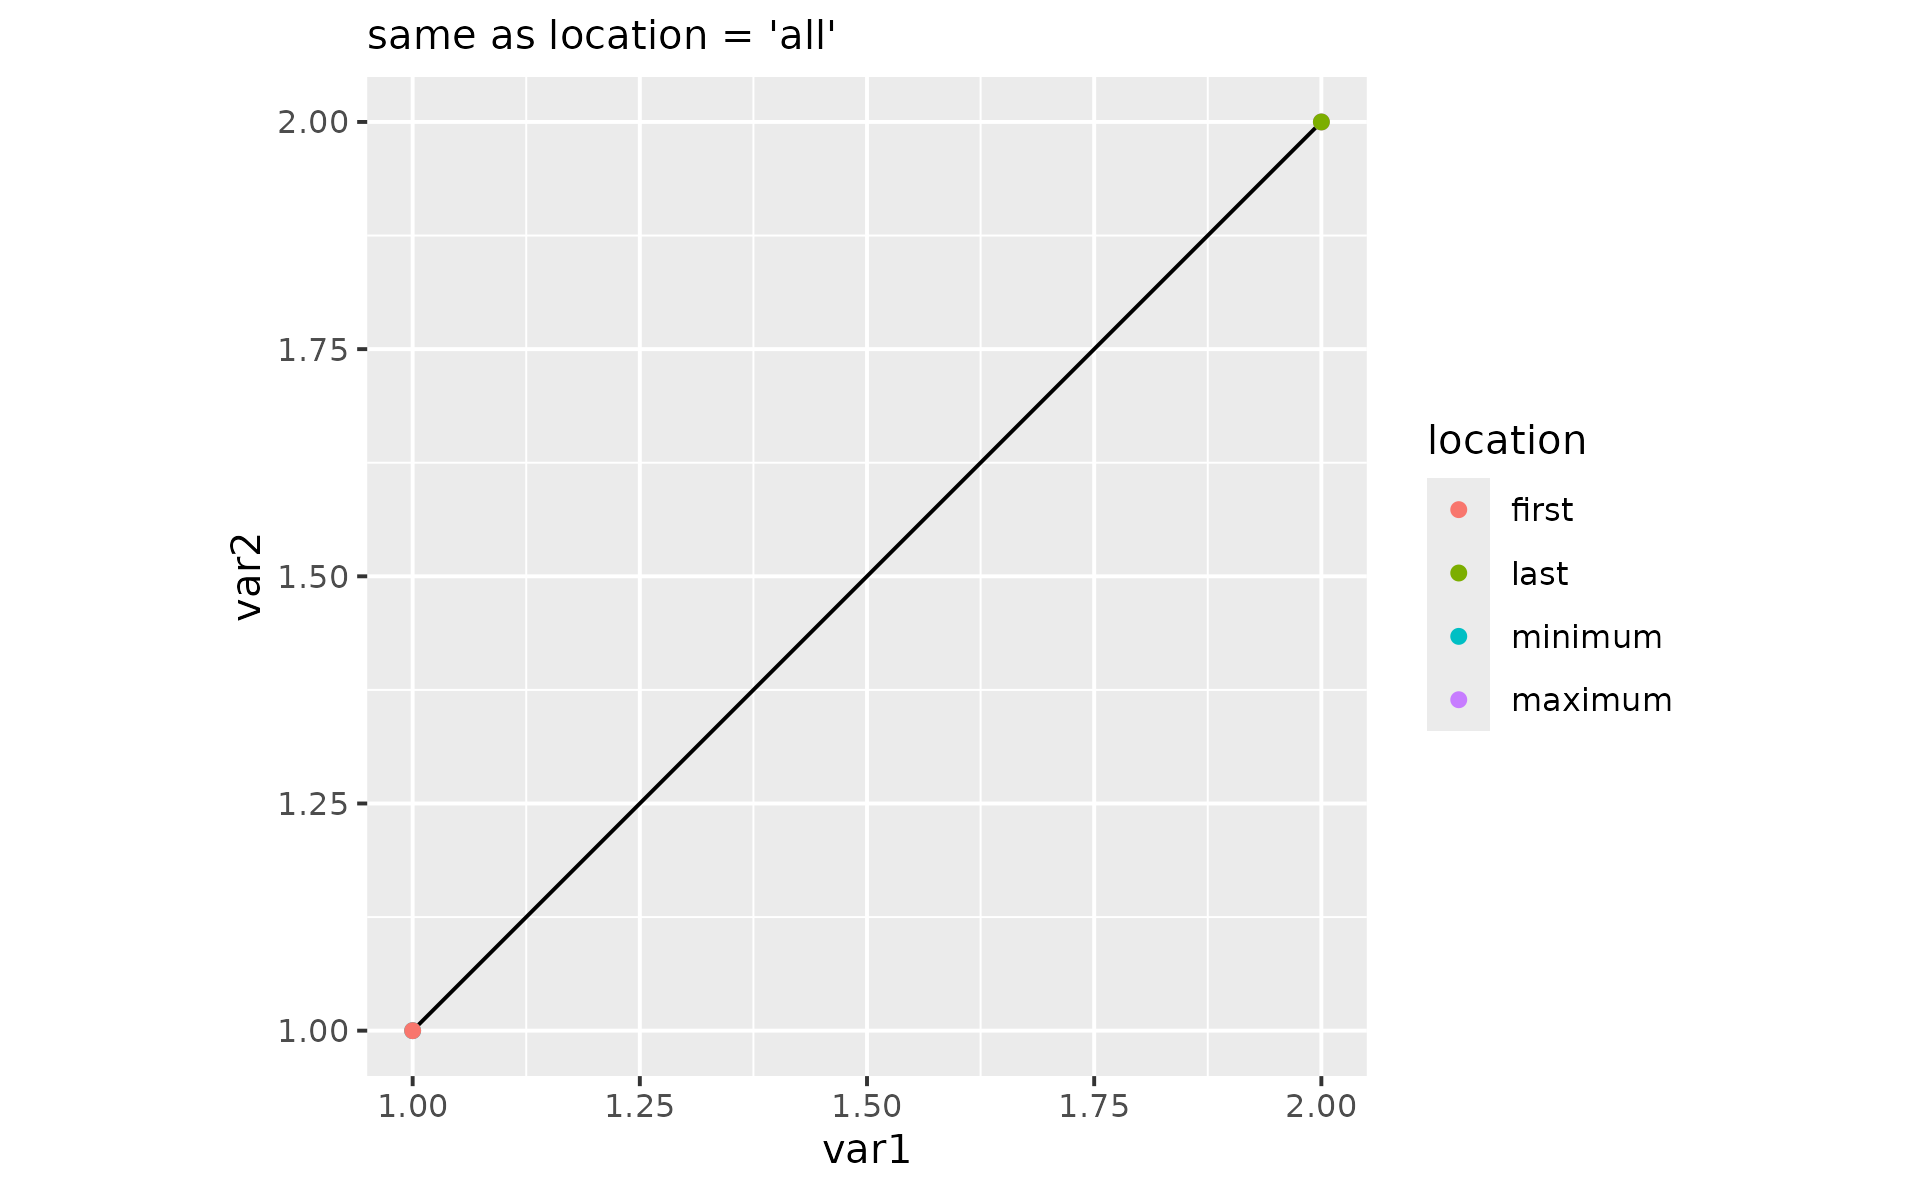 same as location = 'all'
2.00
1.75
1.50
1.25
1.00
var2
1.00 1.25 1.50 1.75 2.00
var1
location
first
last
minimum
maximum